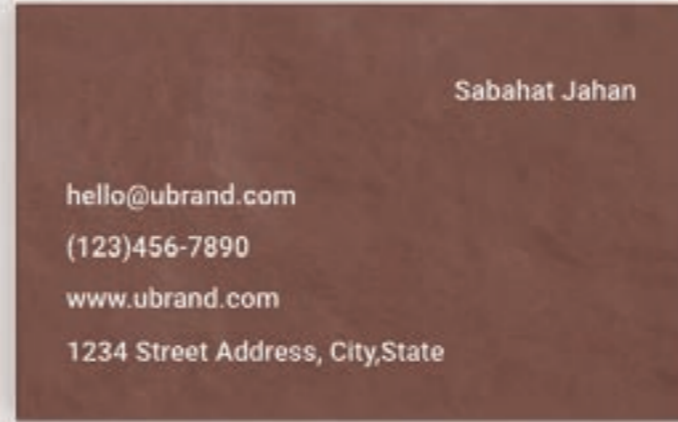 Sabahat Jahan
hello@ubrand.com
(123)456-7890
www.ubrand.com
1234 Street Address, City,State